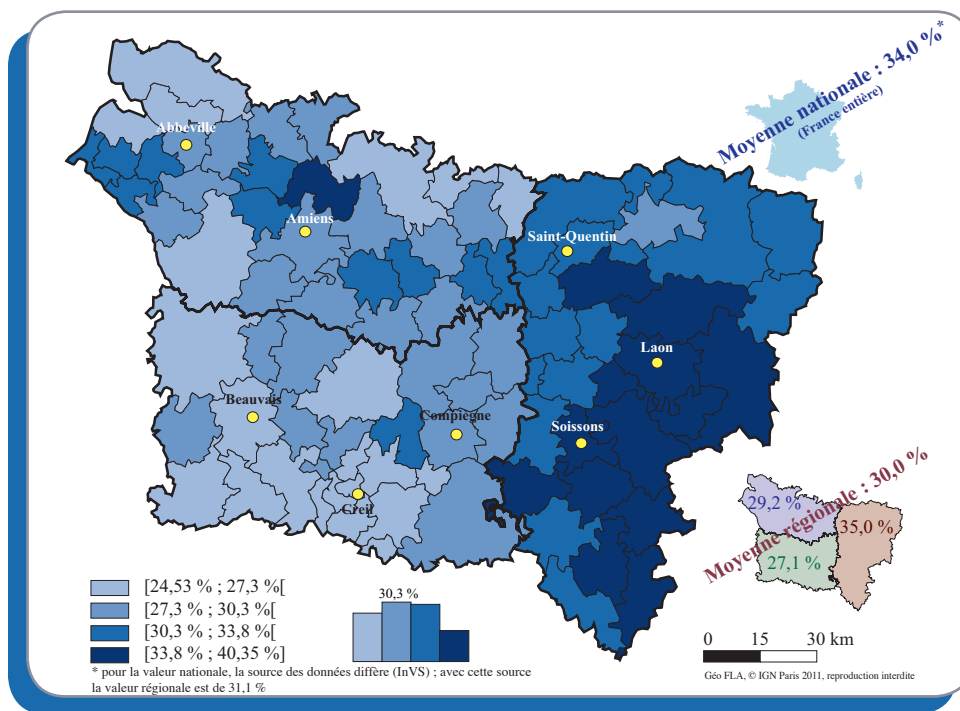 Moyenne nationale : 34,0 %*
(France entière)
Abbeville
Amiens
Saint-Quentin
Laon
Beauvais
Compiègne
Soissons
Creil
Moyenne régionale : 30,0 %
29,2 %
35,0 %
27,1 %
[24,53 % ; 27,3 %[
[27,3 % ; 30,3 %[
[30,3 % ; 33,8 %[
[33,8 % ; 40,35 %]
30,3 %
* pour la valeur nationale, la source des données diffère (InVS) ; avec cette source
la valeur régionale est de 31,1 %
0 15 30 km
Géo FLA, © IGN Paris 2011, reproduction interdite